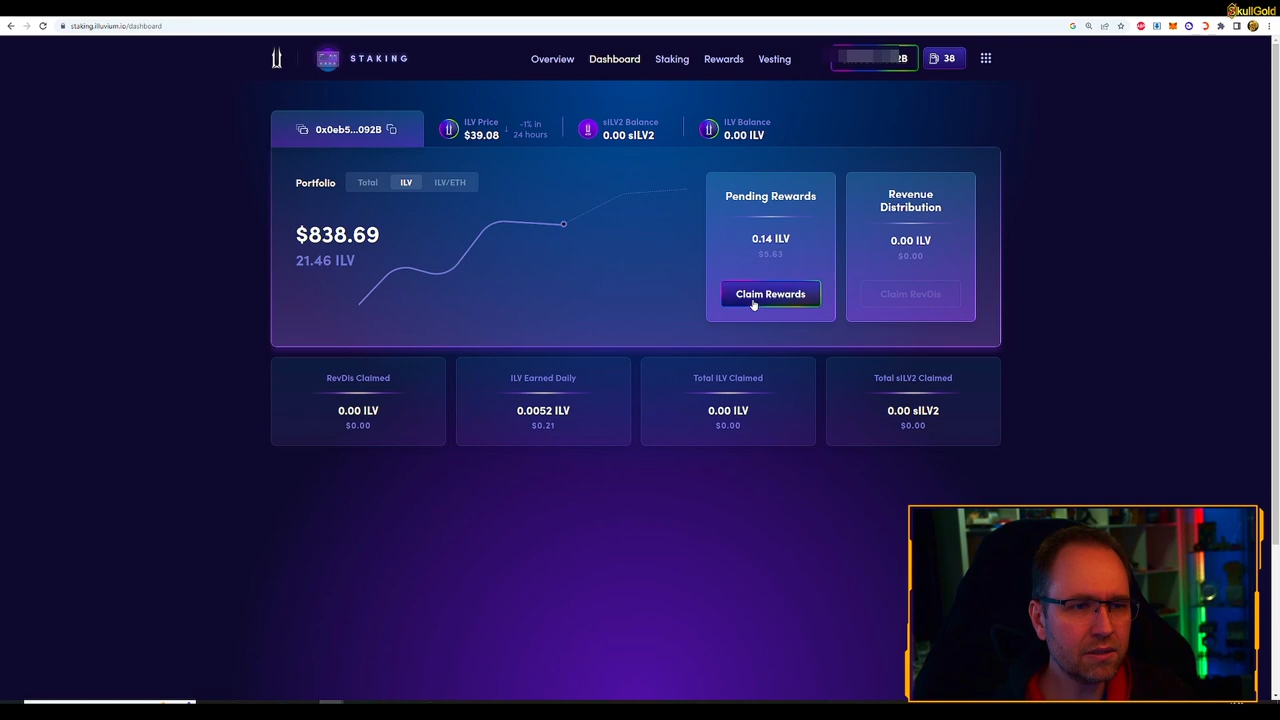 SkullGold
staking.illuvium.io/dashboard
STAKING
Overview
Dashboard
Staking
Rewards
Vesting
38
0x0eb5...092B
ILV Price
$39.08
-1% in
24 hours
sILV2 Balance
0.00 sILV2
ILV Balance
0.00 ILV
Portfolio
Total
ILV
ILV/ETH
$838.69
21.46 ILV
Pending Rewards
0.14 ILV
$5.63
Claim Rewards
Revenue
Distribution
0.00 ILV
$0.00
Claim RevDis
RevDis Claimed
0.00 ILV
$0.00
ILV Earned Daily
0.0052 ILV
$0.21
Total ILV Claimed
0.00 ILV
$0.00
Total sILV2 Claimed
0.00 sILV2
$0.00